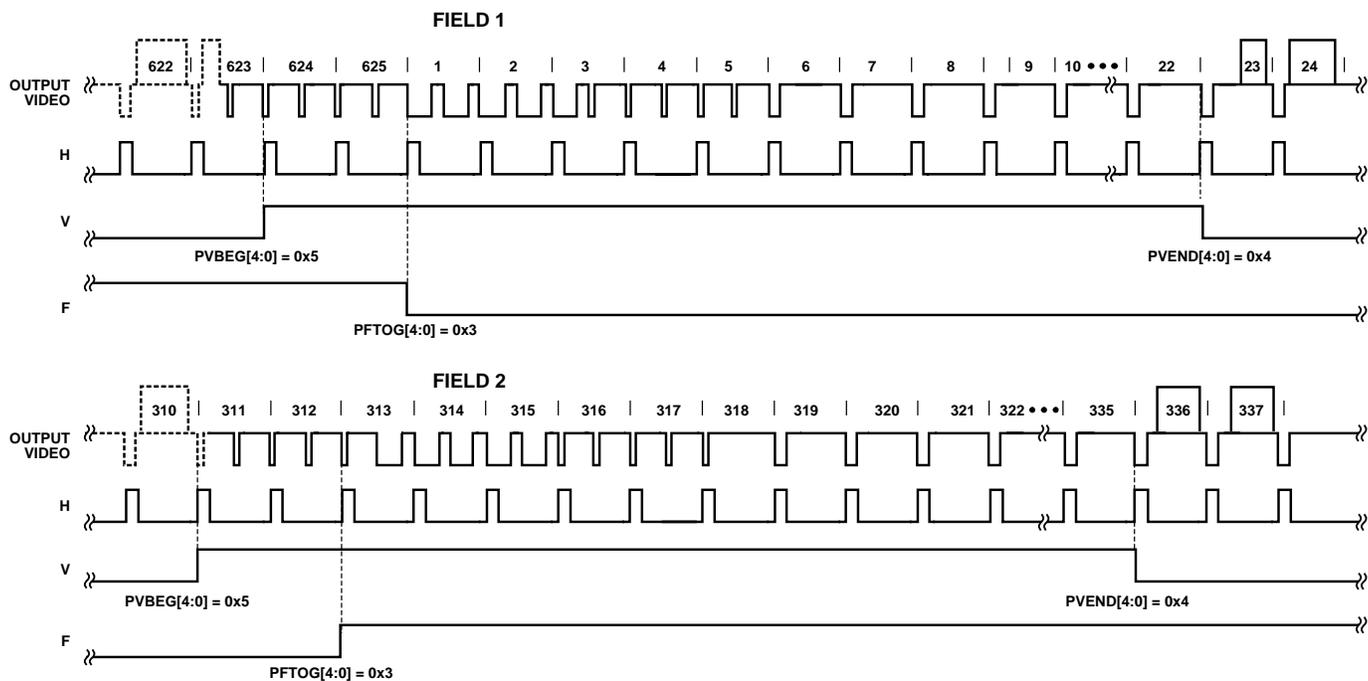 FIELD 1
622 623 624 625 1 2 3 4 5 6 7 8 9 10 ••• 22 23 24
OUTPUT
VIDEO
H
V
PVBEG[4:0] = 0x5 PVEND[4:0] = 0x4
F
PFTOG[4:0] = 0x3
FIELD 2
310 311 312 313 314 315 316 317 318 319 320 321 322 ••• 335 336 337
OUTPUT
VIDEO
H
V
PVBEG[4:0] = 0x5 PVEND[4:0] = 0x4
F
PFTOG[4:0] = 0x3